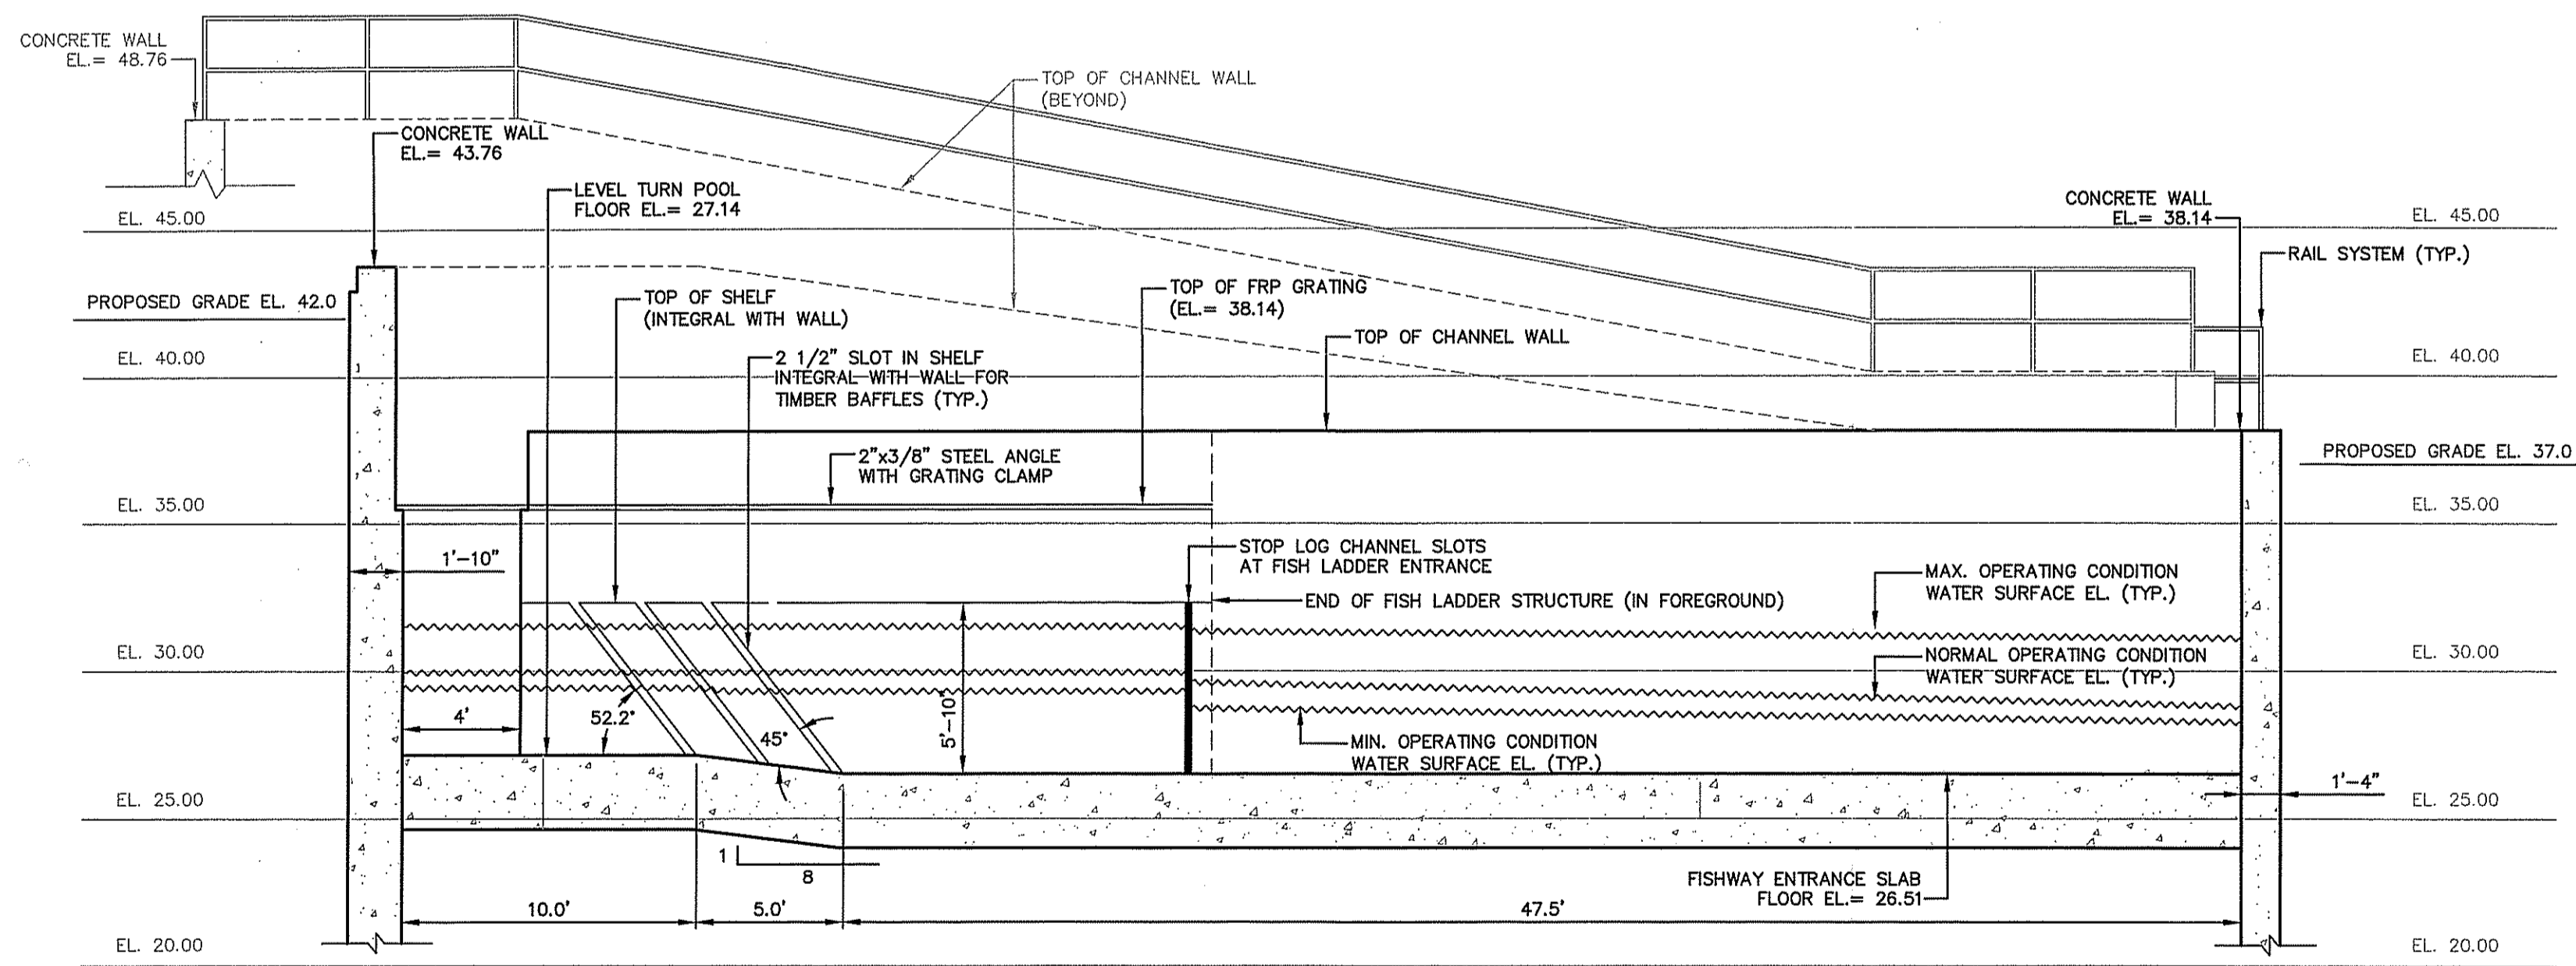 CONCRETE WALL
EL.= 48.76
TOP OF CHANNEL WALL
(BEYOND)
CONCRETE WALL
EL.= 43.76
LEVEL TURN POOL
FLOOR EL.= 27.14
CONCRETE WALL
EL.= 38.14
EL. 45.00
EL. 45.00
RAIL SYSTEM (TYP.)
PROPOSED GRADE EL. 42.0
TOP OF SHELF
(INTEGRAL WITH WALL)
TOP OF FRP GRATING
(EL.= 38.14)
TOP OF CHANNEL WALL
EL. 40.00
2 1/2" SLOT IN SHELF
INTEGRAL WITH WALL FOR
TIMBER BAFFLES (TYP.)
EL. 40.00
2"x3/8" STEEL ANGLE
WITH GRATING CLAMP
PROPOSED GRADE EL. 37.0
EL. 35.00
EL. 35.00
1'-10"
STOP LOG CHANNEL SLOTS
AT FISH LADDER ENTRANCE
MAX. OPERATING CONDITION
WATER SURFACE EL. (TYP.)
END OF FISH LADDER STRUCTURE (IN FOREGROUND)
EL. 30.00
NORMAL OPERATING CONDITION
WATER SURFACE EL. (TYP.)
EL. 30.00
4'
52.2°
45°
5'-10"
MIN. OPERATING CONDITION
WATER SURFACE EL. (TYP.)
1'-4"
EL. 25.00
EL. 25.00
1
8
FISHWAY ENTRANCE SLAB
FLOOR EL.= 26.51
10.0'
5.0'
47.5'
EL. 20.00
EL. 20.00